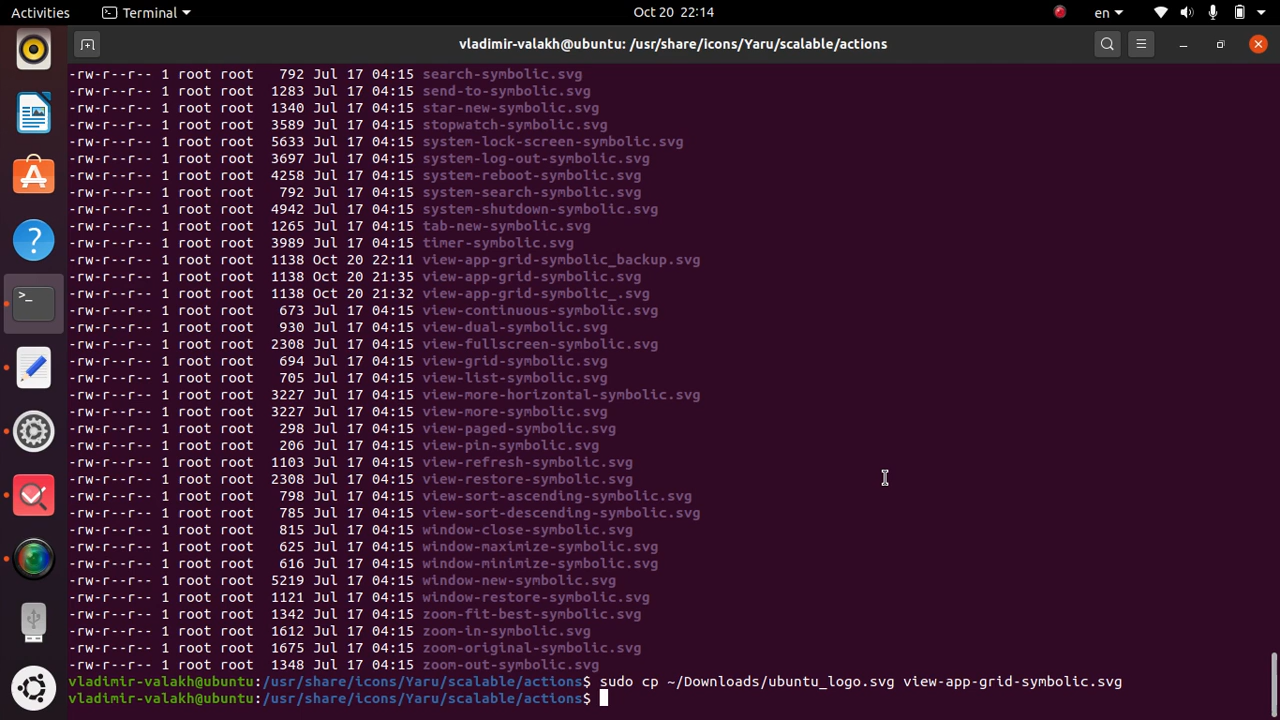 Activities Terminal Oct 20 22:14 en
vladimir-valakh@ubuntu: /usr/share/icons/Yaru/scalable/actions
-rw-r--r-- 1 root root 792 Jul 17 04:15 search-symbolic.svg
-rw-r--r-- 1 root root 1283 Jul 17 04:15 send-to-symbolic.svg
-rw-r--r-- 1 root root 1340 Jul 17 04:15 star-new-symbolic.svg
-rw-r--r-- 1 root root 3589 Jul 17 04:15 stopwatch-symbolic.svg
-rw-r--r-- 1 root root 5633 Jul 17 04:15 system-lock-screen-symbolic.svg
-rw-r--r-- 1 root root 3697 Jul 17 04:15 system-log-out-symbolic.svg
-rw-r--r-- 1 root root 4258 Jul 17 04:15 system-reboot-symbolic.svg
-rw-r--r-- 1 root root 792 Jul 17 04:15 system-search-symbolic.svg
-rw-r--r-- 1 root root 4942 Jul 17 04:15 system-shutdown-symbolic.svg
-rw-r--r-- 1 root root 1265 Jul 17 04:15 tab-new-symbolic.svg
-rw-r--r-- 1 root root 3989 Jul 17 04:15 timer-symbolic.svg
-rw-r--r-- 1 root root 1138 Oct 20 22:11 view-app-grid-symbolic_backup.svg
-rw-r--r-- 1 root root 1138 Oct 20 21:35 view-app-grid-symbolic.svg
-rw-r--r-- 1 root root 1138 Oct 20 21:32 view-app-grid-symbolic_.svg
-rw-r--r-- 1 root root 673 Jul 17 04:15 view-continuous-symbolic.svg
-rw-r--r-- 1 root root 930 Jul 17 04:15 view-dual-symbolic.svg
-rw-r--r-- 1 root root 2308 Jul 17 04:15 view-fullscreen-symbolic.svg
-rw-r--r-- 1 root root 694 Jul 17 04:15 view-grid-symbolic.svg
-rw-r--r-- 1 root root 705 Jul 17 04:15 view-list-symbolic.svg
-rw-r--r-- 1 root root 3227 Jul 17 04:15 view-more-horizontal-symbolic.svg
-rw-r--r-- 1 root root 3227 Jul 17 04:15 view-more-symbolic.svg
-rw-r--r-- 1 root root 298 Jul 17 04:15 view-paged-symbolic.svg
-rw-r--r-- 1 root root 206 Jul 17 04:15 view-pin-symbolic.svg
-rw-r--r-- 1 root root 1103 Jul 17 04:15 view-refresh-symbolic.svg
-rw-r--r-- 1 root root 2308 Jul 17 04:15 view-restore-symbolic.svg
-rw-r--r-- 1 root root 798 Jul 17 04:15 view-sort-ascending-symbolic.svg
-rw-r--r-- 1 root root 785 Jul 17 04:15 view-sort-descending-symbolic.svg
-rw-r--r-- 1 root root 815 Jul 17 04:15 window-close-symbolic.svg
-rw-r--r-- 1 root root 625 Jul 17 04:15 window-maximize-symbolic.svg
-rw-r--r-- 1 root root 616 Jul 17 04:15 window-minimize-symbolic.svg
-rw-r--r-- 1 root root 5219 Jul 17 04:15 window-new-symbolic.svg
-rw-r--r-- 1 root root 1121 Jul 17 04:15 window-restore-symbolic.svg
-rw-r--r-- 1 root root 1342 Jul 17 04:15 zoom-fit-best-symbolic.svg
-rw-r--r-- 1 root root 1612 Jul 17 04:15 zoom-in-symbolic.svg
-rw-r--r-- 1 root root 1675 Jul 17 04:15 zoom-original-symbolic.svg
-rw-r--r-- 1 root root 1348 Jul 17 04:15 zoom-out-symbolic.svg
vladimir-valakh@ubuntu:/usr/share/icons/Yaru/scalable/actions$ sudo cp ~/Downloads/ubuntu_logo.svg view-app-grid-symbolic.svg
vladimir-valakh@ubuntu:/usr/share/icons/Yaru/scalable/actions$